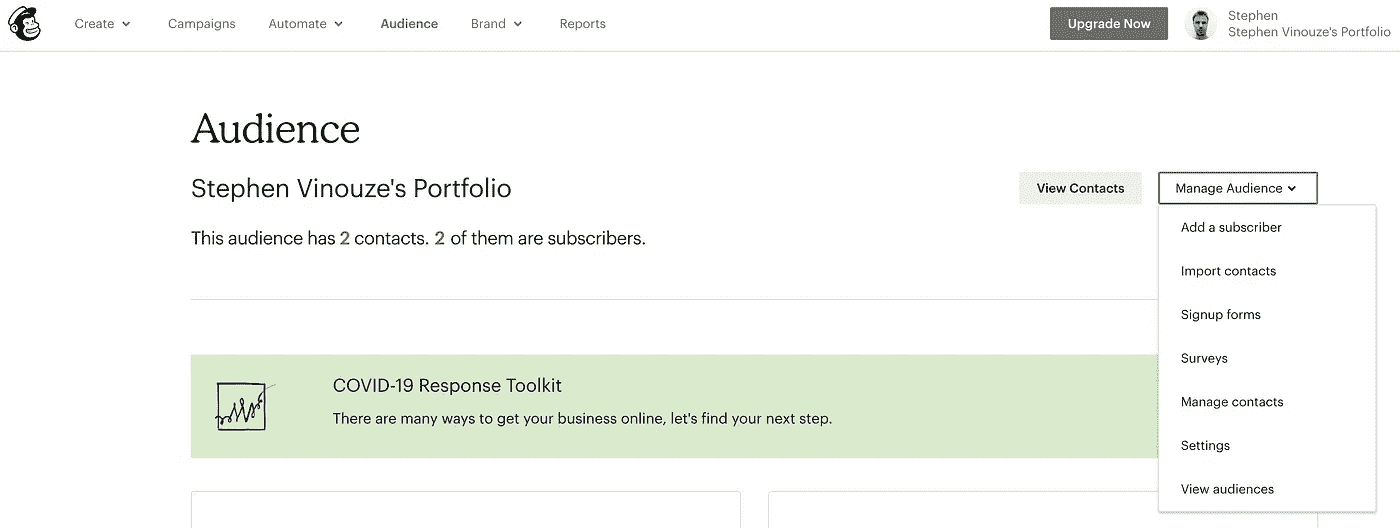 Create Campaigns Automate Audience Brand Reports Upgrade Now Stephen
Stephen Vinouze's Portfolio
Audience
Stephen Vinouze's Portfolio
View Contacts
Manage Audience
This audience has 2 contacts. 2 of them are subscribers.
Add a subscriber
Import contacts
Signup forms
Surveys
Manage contacts
Settings
View audiences
COVID-19 Response Toolkit
There are many ways to get your business online, let's find your next step.